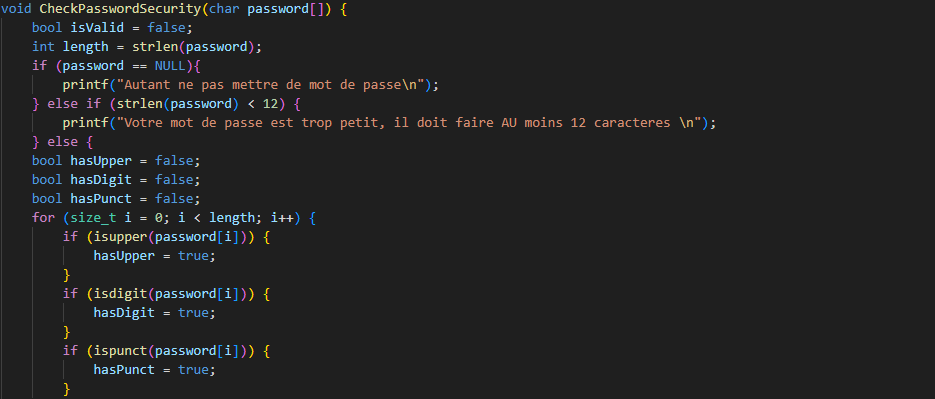 void CheckPasswordSecurity(char password[]) {
    bool isValid = false;
    int length = strlen(password);
    if (password == NULL){
        printf("Autant ne pas mettre de mot de passe\n");
    } else if (strlen(password) < 12) {
        printf("Votre mot de passe est trop petit, il doit faire AU moins 12 caracteres \n");
    } else {
    bool hasUpper = false;
    bool hasDigit = false;
    bool hasPunct = false;
    for (size_t i = 0; i < length; i++) {
        if (isupper(password[i])) {
            hasUpper = true;
        }
        if (isdigit(password[i])) {
            hasDigit = true;
        }
        if (ispunct(password[i])) {
            hasPunct = true;
        }